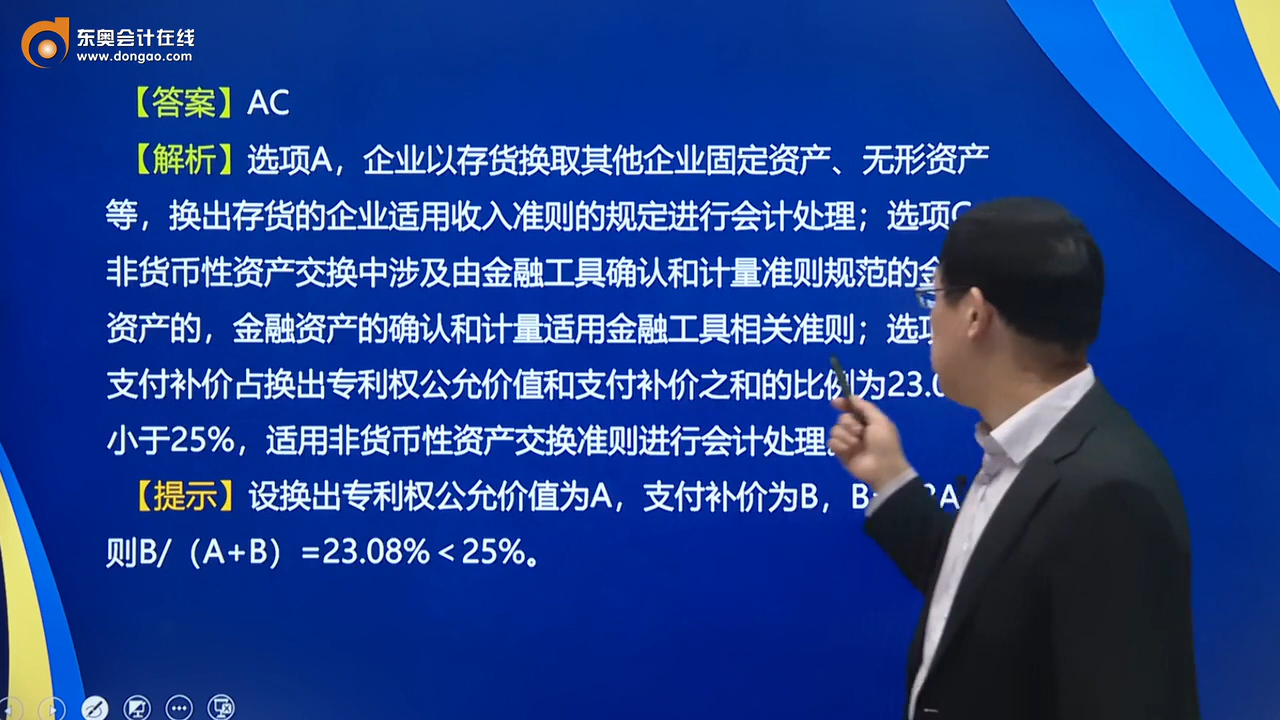 东奥会计在线
www.dongao.com
【答案】AC
【解析】选项A，企业以存货换取其他企业固定资产、无形资产
等，换出存货的企业适用收入准则的规定进行会计处理；选项C
非货币性资产交换中涉及由金融工具确认和计量准则规范的金
资产的，金融资产的确认和计量适用金融工具相关准则；选项
支付补价占换出专利权公允价值和支付补价之和的比例为23.0
小于25%，适用非货币性资产交换准则进行会计处理。
【提示】设换出专利权公允价值为A，支付补价为B，B A
则B/（A+B）=23.08%＜25%。